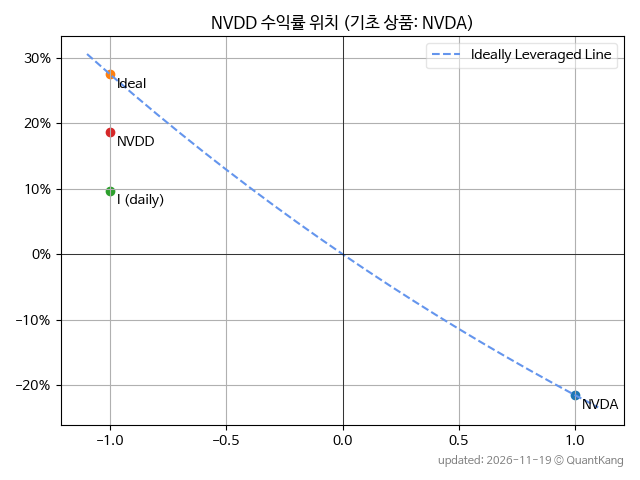 NVDD 수익률 위치 (기초 상품: NVDA)
Ideally Leveraged Line
30%
20%
10%
0%
-10%
-20%
Ideal
NVDD
I (daily)
NVDA
-1.0
-0.5
0.0
0.5
1.0
updated: 2026-11-19 © QuantKang